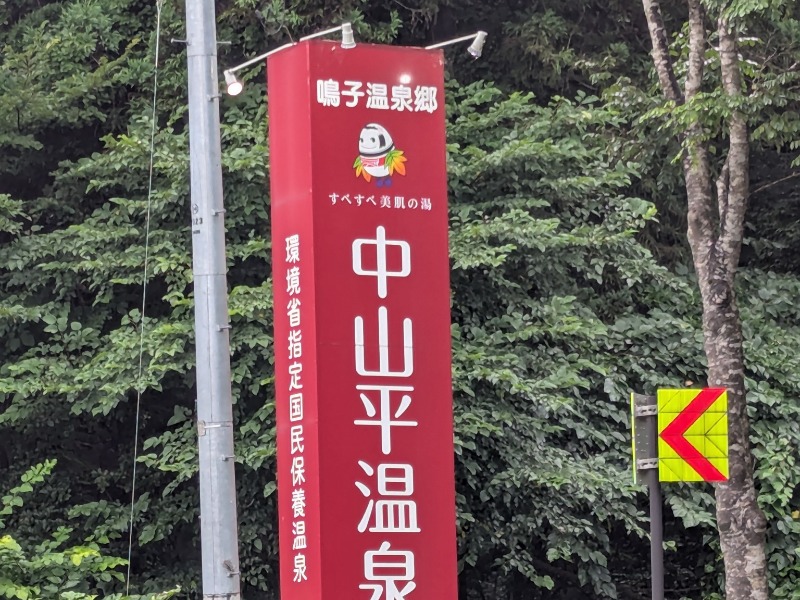 鳴子温泉郷
すべすべ美肌の湯
中山平温泉
環境省指定国民保養温泉